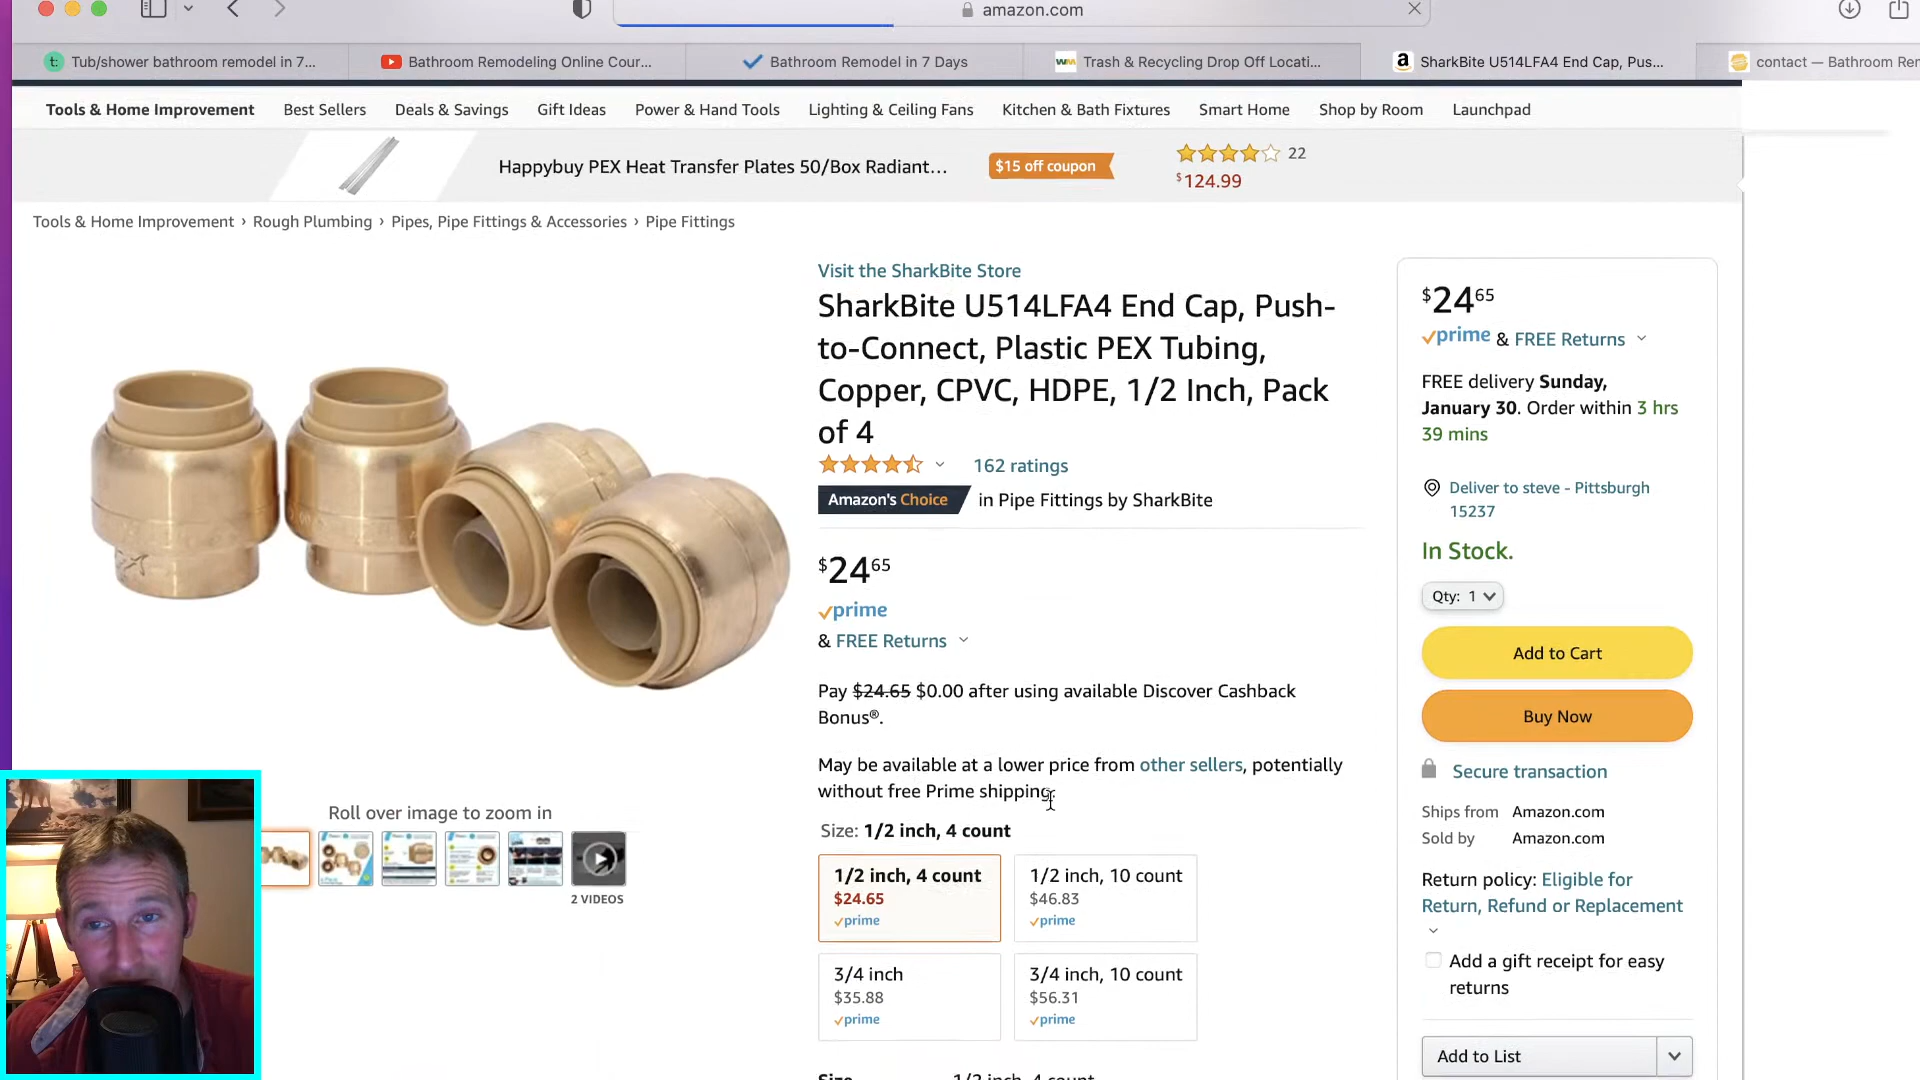 amazon.com
t: Tub/shower bathroom remodel in 7...
Bathroom Remodeling Online Cour...
Bathroom Remodel in 7 Days
WM Trash & Recycling Drop Off Locati...
a SharkBite U514LFA4 End Cap, Pus...
contact — Bathroom Rem
Tools & Home Improvement Best Sellers Deals & Savings Gift Ideas Power & Hand Tools Lighting & Ceiling Fans Kitchen & Bath Fixtures Smart Home Shop by Room Launchpad
Happybuy PEX Heat Transfer Plates 50/Box Radiant...
$15 off coupon
22
$124.99
Tools & Home Improvement › Rough Plumbing › Pipes, Pipe Fittings & Accessories › Pipe Fittings
Visit the SharkBite Store
SharkBite U514LFA4 End Cap, Push-
to-Connect, Plastic PEX Tubing,
Copper, CPVC, HDPE, 1/2 Inch, Pack
of 4
162 ratings
Amazon's Choice in Pipe Fittings by SharkBite
$24 65
prime
& FREE Returns
Pay $24.65 $0.00 after using available Discover Cashback
Bonus®.
May be available at a lower price from other sellers, potentially
without free Prime shipping.
Size: 1/2 inch, 4 count
1/2 inch, 4 count
$24.65
prime
1/2 inch, 10 count
$46.83
prime
3/4 inch
$35.88
prime
3/4 inch, 10 count
$56.31
prime
Size 1/2 inch, 4 count
Roll over image to zoom in
2 VIDEOS
$24 65
prime & FREE Returns
FREE delivery Sunday,
January 30. Order within 3 hrs
39 mins
Deliver to steve - Pittsburgh
15237
In Stock.
Qty: 1
Add to Cart
Buy Now
Secure transaction
Ships from Amazon.com
Sold by Amazon.com
Return policy: Eligible for
Return, Refund or Replacement
Add a gift receipt for easy
returns
Add to List